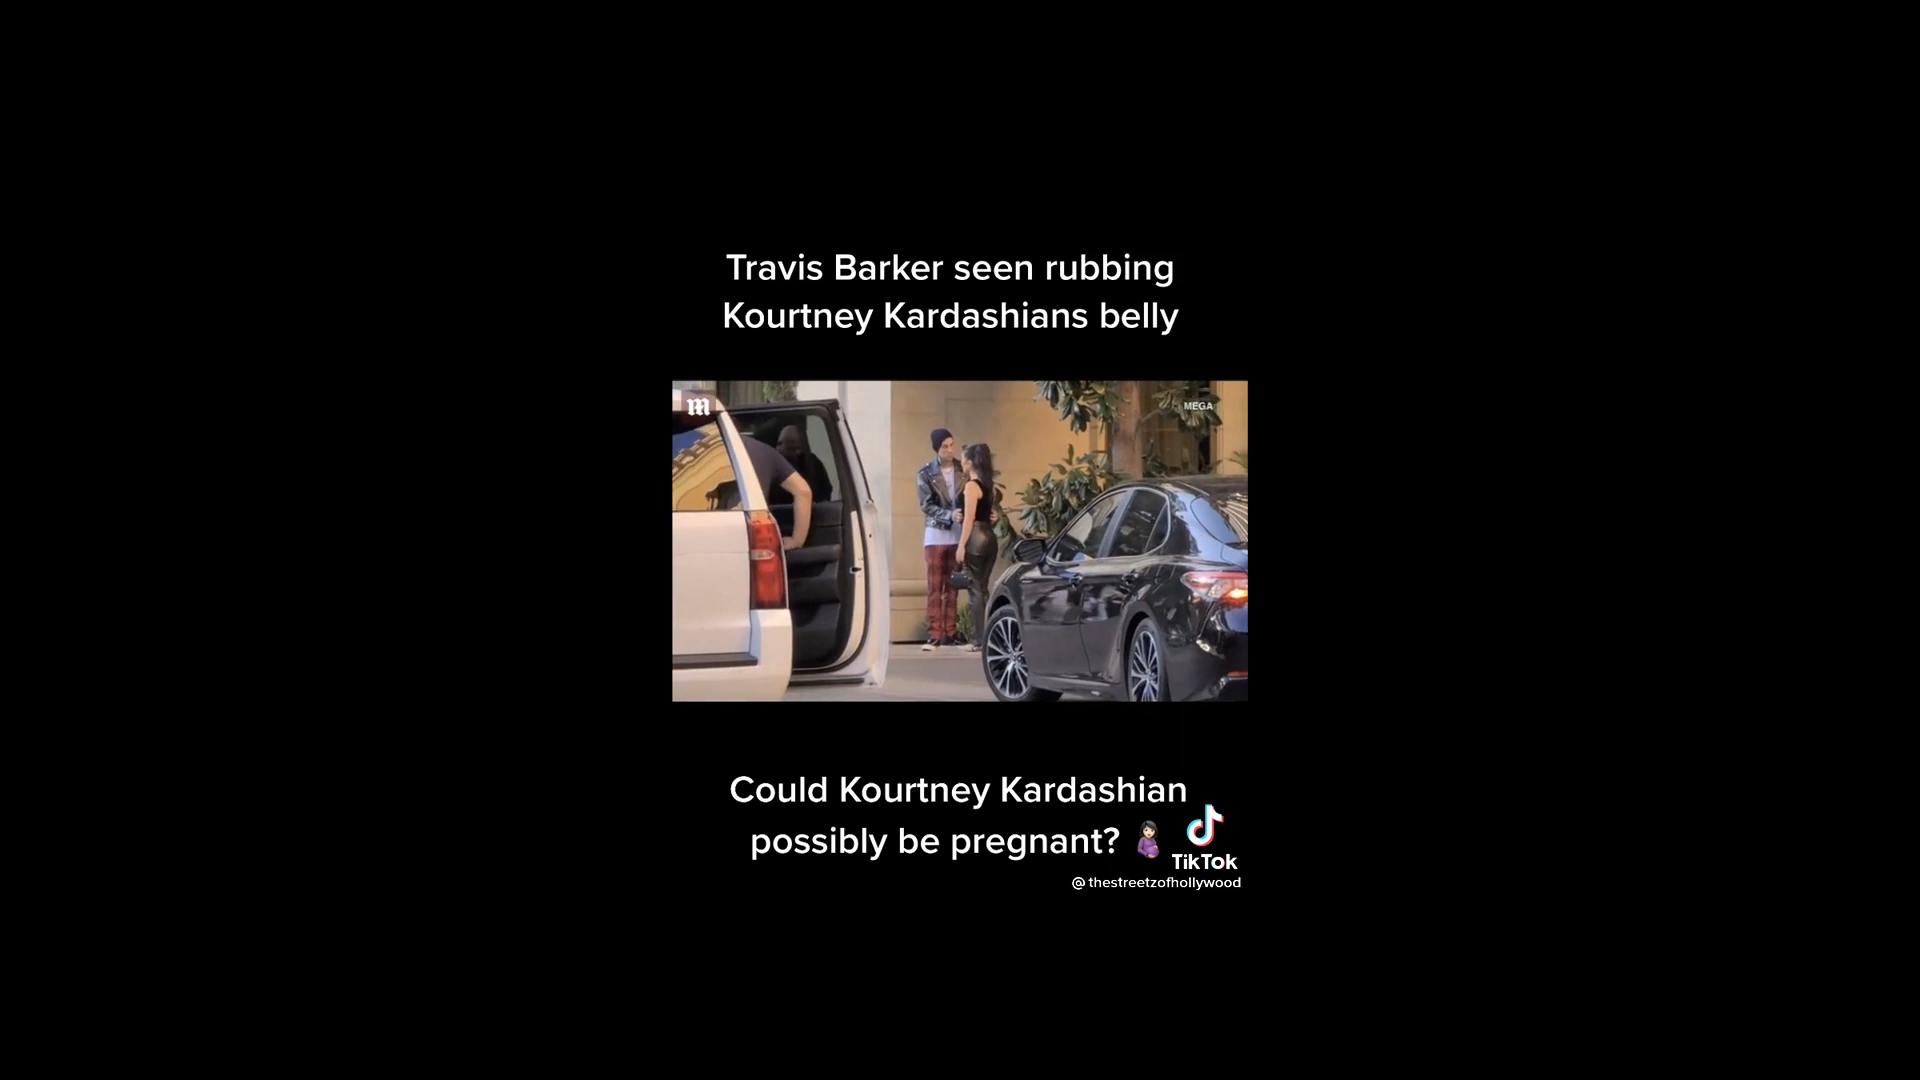 Travis Barker seen rubbing
Kourtney Kardashians belly
m
MEGA
Could Kourtney Kardashian
possibly be pregnant?
TikTok
@thestreetzofhollywood